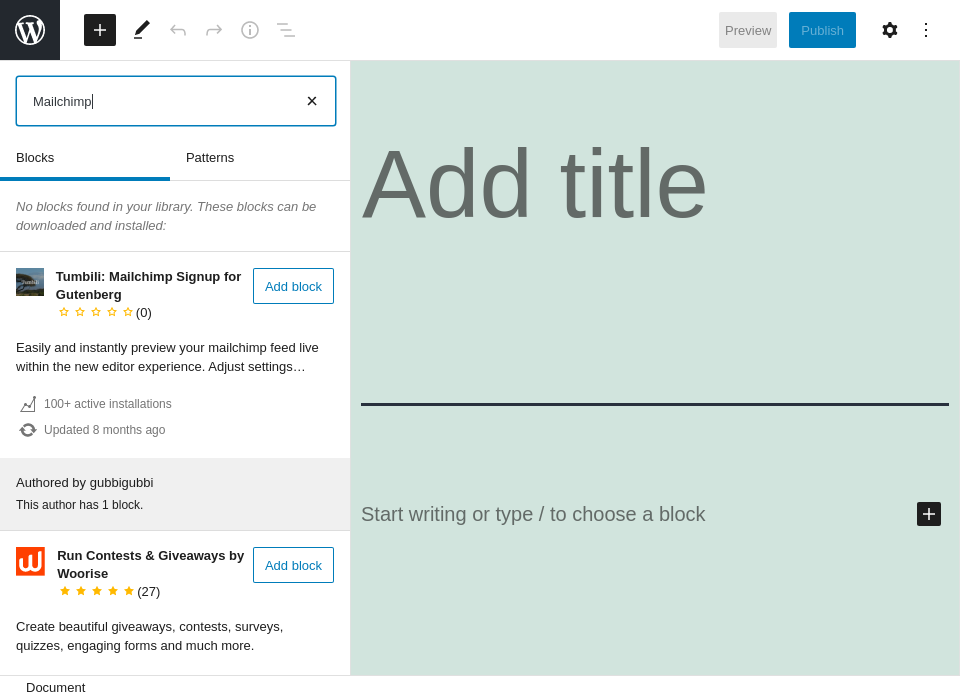 Preview
Publish
Mailchimp
Blocks
Patterns
No blocks found in your library. These blocks can be
downloaded and installed:
Tumbili: Mailchimp Signup for
Gutenberg
(0)
Add block
Easily and instantly preview your mailchimp feed live
within the new editor experience. Adjust settings…
100+ active installations
Updated 8 months ago
Authored by gubbigubbi
This author has 1 block.
Run Contests & Giveaways by
Woorise
(27)
Add block
Create beautiful giveaways, contests, surveys,
quizzes, engaging forms and much more.
Add title
Start writing or type / to choose a block
Document